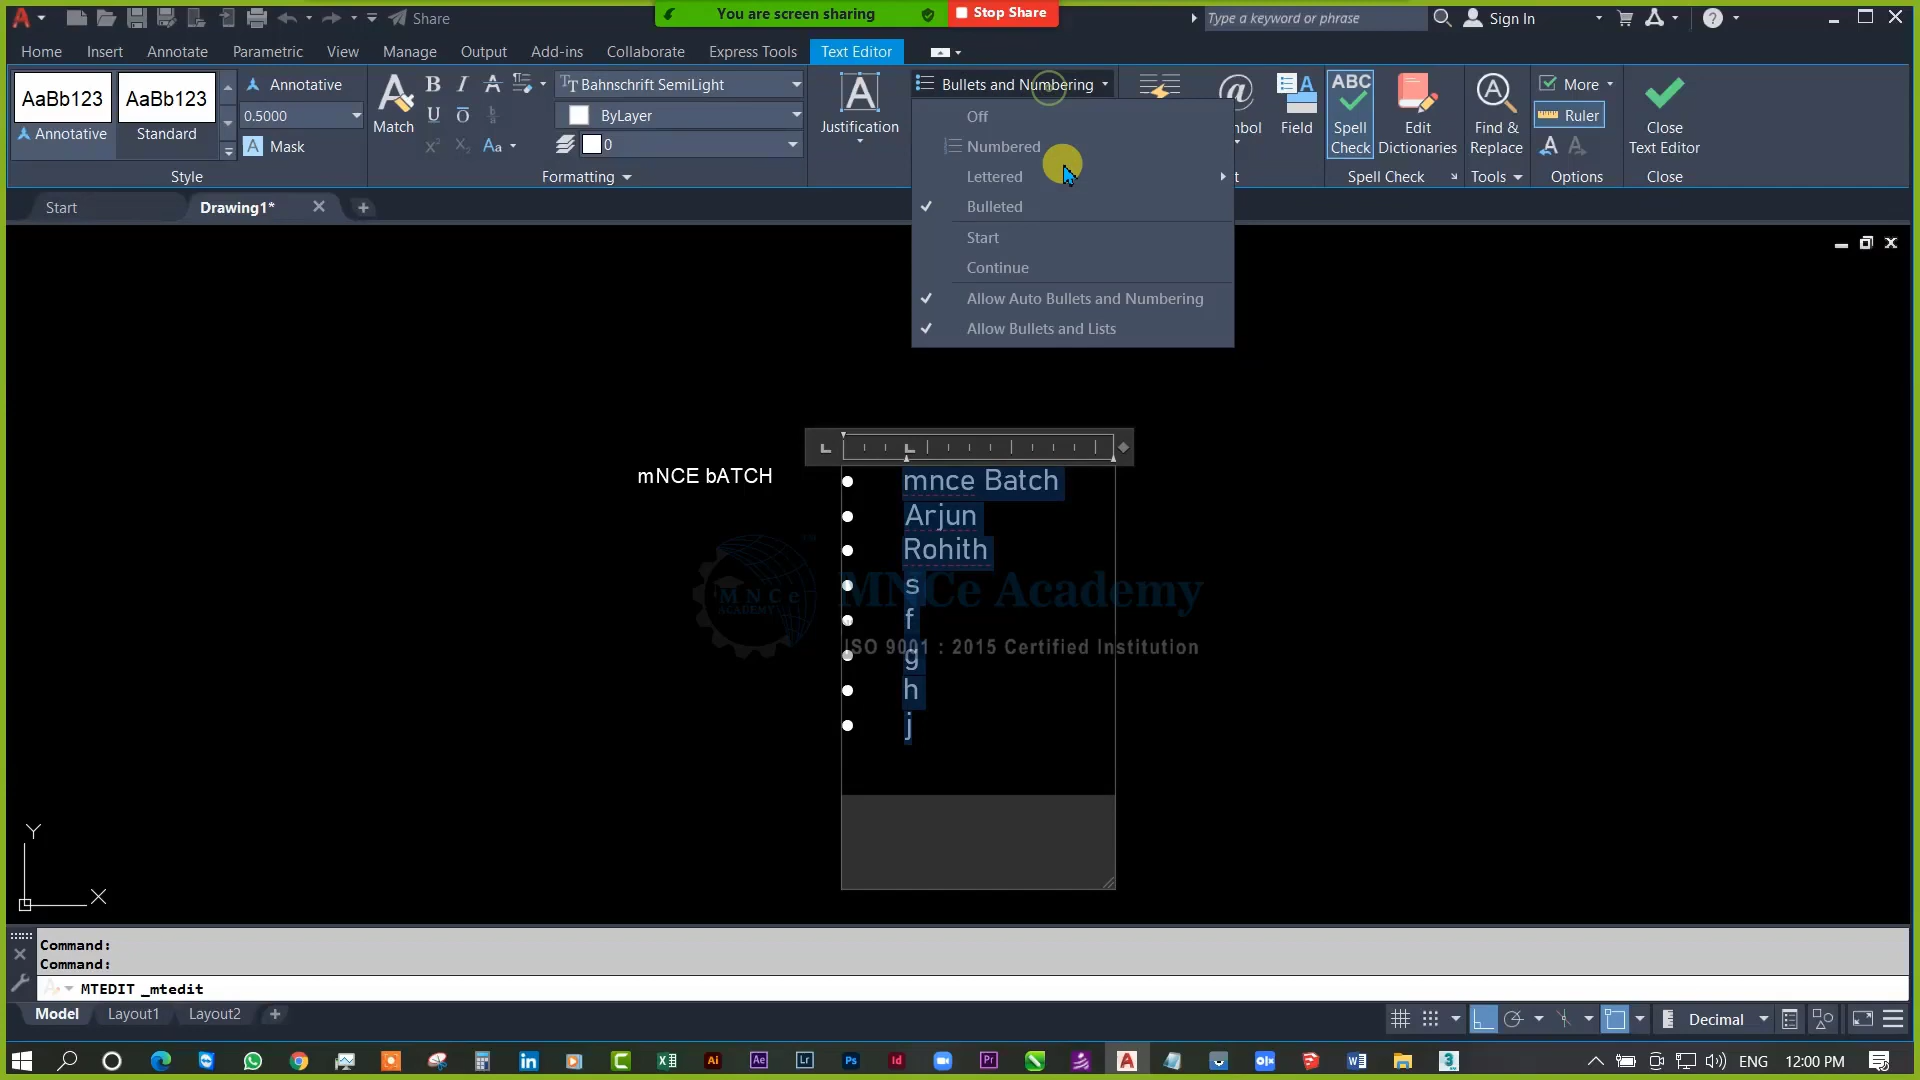 Share
You are screen sharing
Stop Share
Type a keyword or phrase
Sign In
Home
Insert
Annotate
Parametric
View
Manage
Output
Add-ins
Collaborate
Express Tools
Text Editor
AaBb123
AaBb123
Annotative
Standard
Annotative
0.5000
Mask
Style
Match
Bahnschrift SemiLight
ByLayer
0
Formatting
Justification
Bullets and Numbering
Off
Numbered
Lettered
Bulleted
Start
Continue
Allow Auto Bullets and Numbering
Allow Bullets and Lists
Field
ABC
Spell
Check
Edit
Dictionaries
Spell Check
Find &
Replace
Tools
More
Ruler
Options
Close
Text Editor
Close
Start
Drawing1*
mNCE bATCH
mnce Batch
Arjun
Rohith
s
f
g
h
j
MNCe
ACADEMY
MNCe Academy
ISO 9001 : 2015 Certified Institution
Y
X
Command:
Command:
MTEDIT _mtedit
Model
Layout1
Layout2
Decimal
ENG
12:00 PM